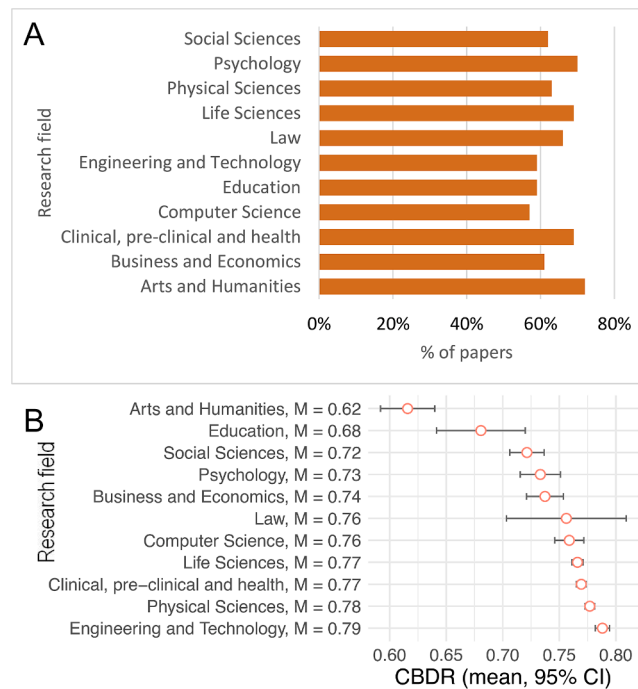 A
Research field
Social Sciences
Psychology
Physical Sciences
Life Sciences
Law
Engineering and Technology
Education
Computer Science
Clinical, pre-clinical and health
Business and Economics
Arts and Humanities
0% 20% 40% 60% 80%
% of papers
B
Research field
Arts and Humanities, M = 0.62
Education, M = 0.68
Social Sciences, M = 0.72
Psychology, M = 0.73
Business and Economics, M = 0.74
Law, M = 0.76
Computer Science, M = 0.76
Life Sciences, M = 0.77
Clinical, pre−clinical and health, M = 0.77
Physical Sciences, M = 0.78
Engineering and Technology, M = 0.79
0.60 0.65 0.70 0.75 0.80
CBDR (mean, 95% CI)